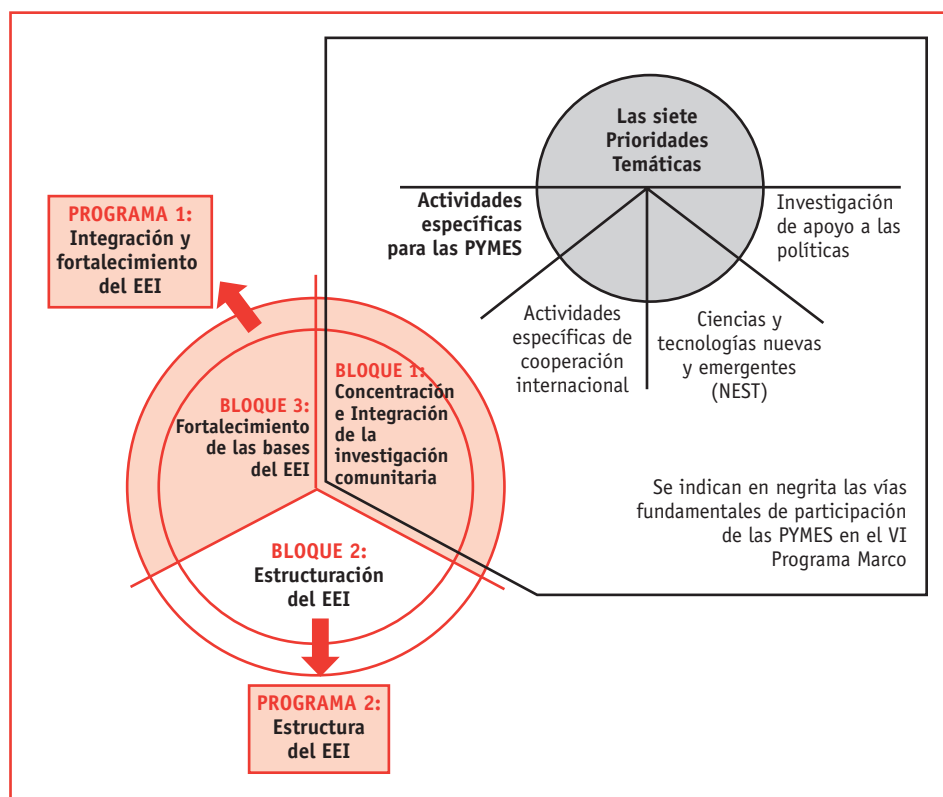 Las siete
Prioridades
Temáticas
Actividades
específicas
para las PYMES
Investigación
de apoyo a las
políticas
Actividades
específicas de
cooperación
internacional
Ciencias y
tecnologías nuevas
y emergentes
(NEST)
PROGRAMA 1:
Integración y
fortalecimiento
del EEI
BLOQUE 1:
Concentración
e Integración
de la
investigación
comunitaria
BLOQUE 3:
Fortalecimiento
de las bases
del EEI
Se indican en negrita las vías
fundamentales de participación
de las PYMES en el VI
Programa Marco
BLOQUE 2:
Estructuración
del EEI
PROGRAMA 2:
Estructura
del EEI